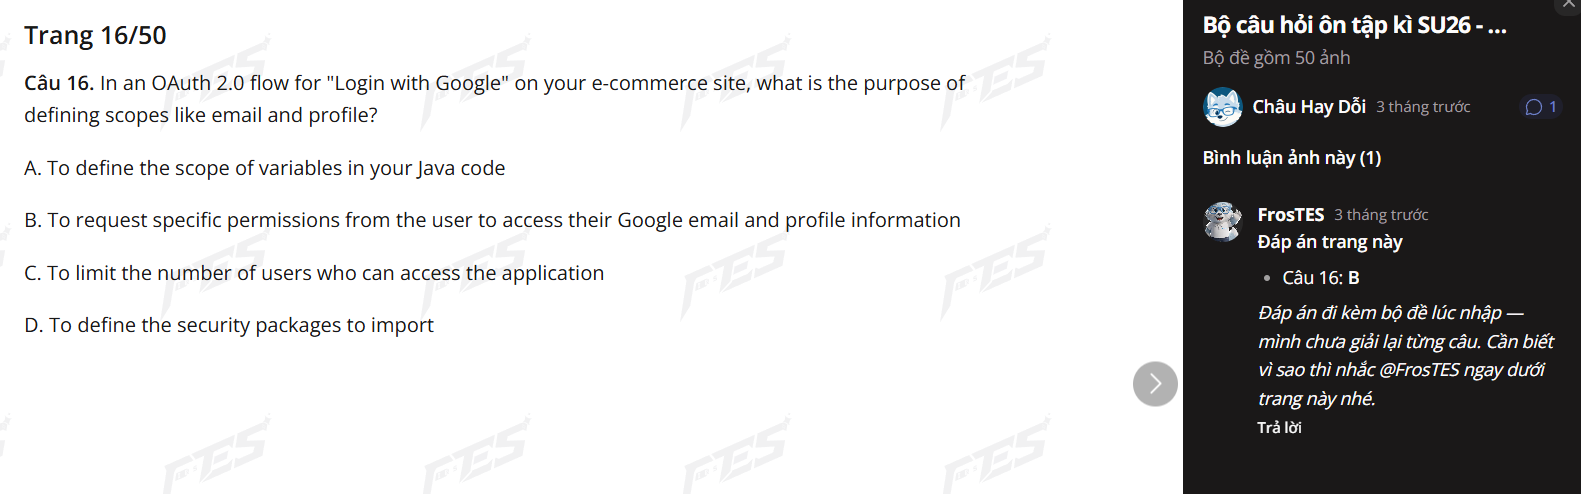 Trang 16/50
Câu 16. In an OAuth 2.0 flow for "Login with Google" on your e-commerce site, what is the purpose of
defining scopes like email and profile?
A. To define the scope of variables in your Java code
B. To request specific permissions from the user to access their Google email and profile information
C. To limit the number of users who can access the application
D. To define the security packages to import
Bộ câu hỏi ôn tập kì SU26 - ...
Bộ đề gồm 50 ảnh
Châu Hay Dỗi 3 tháng trước 1
Bình luận ảnh này (1)
FrosTES 3 tháng trước
Đáp án trang này
• Câu 16: B
Đáp án đi kèm bộ đề lúc nhập —
mình chưa giải lại từng câu. Cần biết
vì sao thì nhắc @FrosTES ngay dưới
trang này nhé.
Trả lời